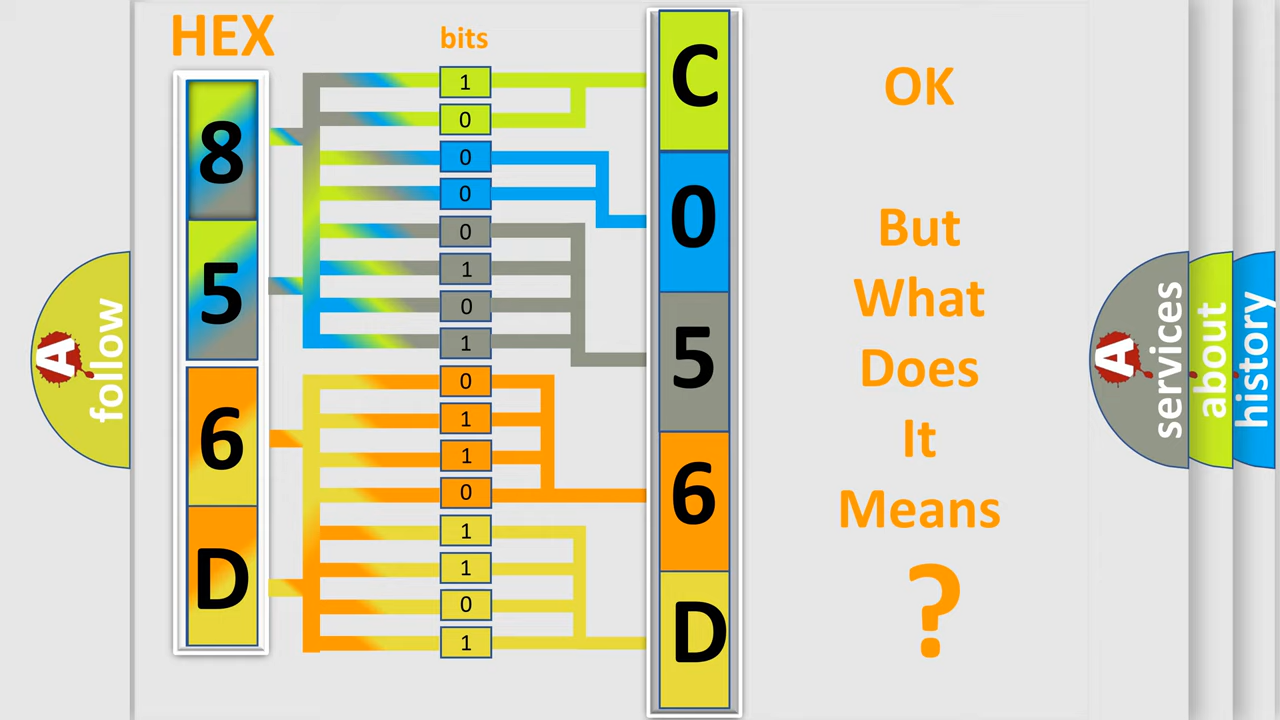 HEX
bits
8
5
6
D
1
0
0
0
0
1
0
1
0
1
1
0
1
1
0
1
C
0
5
6
D
OK
But
What
Does
It
Means
?
A
follow
A
services
about
history